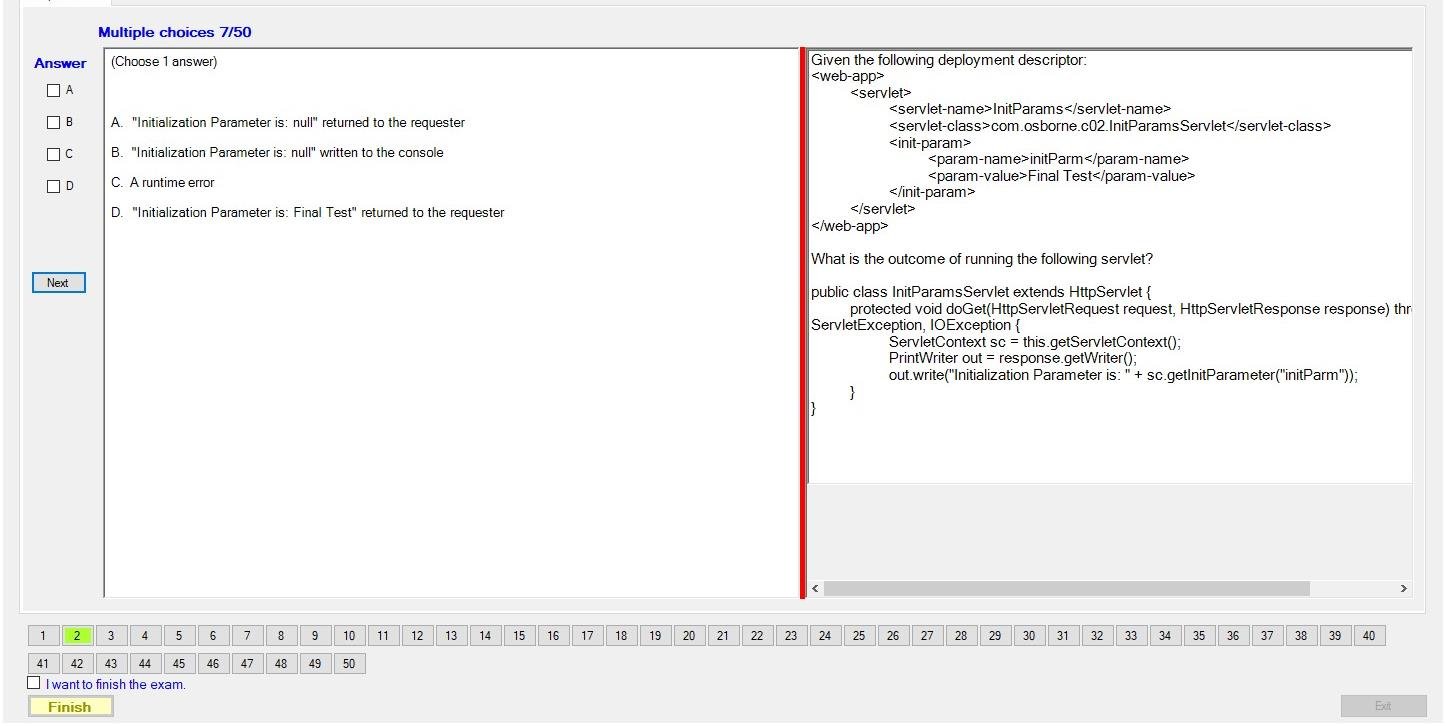 Multiple choices 7/50
Answer
A
B
C
D
Next
(Choose 1 answer)
A. "Initialization Parameter is: null" returned to the requester
B. "Initialization Parameter is: null" written to the console
C. A runtime error
D. "Initialization Parameter is: Final Test" returned to the requester
Given the following deployment descriptor:
<web-app>
<servlet>
<servlet-name>InitParams</servlet-name>
<servlet-class>com.osborne.c02.InitParamsServlet</servlet-class>
<init-param>
<param-name>initParm</param-name>
<param-value>Final Test</param-value>
</init-param>
</servlet>
</web-app>
What is the outcome of running the following servlet?
public class InitParamsServlet extends HttpServlet {
protected void doGet(HttpServletRequest request, HttpServletResponse response) thr
ServletException, IOException {
ServletContext sc = this.getServletContext();
PrintWriter out = response.getWriter();
out.write("Initialization Parameter is: " + sc.getInitParameter("initParm"));
}
}
1 2 3 4 5 6 7 8 9 10 11 12 13 14 15 16 17 18 19 20 21 22 23 24 25 26 27 28 29 30 31 32 33 34 35 36 37 38 39 40
41 42 43 44 45 46 47 48 49 50
I want to finish the exam.
Finish
Exit